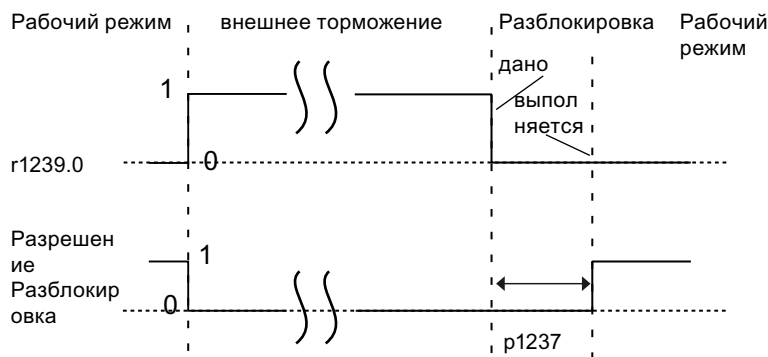 Рабочий режим
внешнее торможение
Разблокировка
Рабочий
режим
дано
1
выпол
няется
r1239.0
0
Разрешен
ие
Разблокир
овка
1
0
p1237